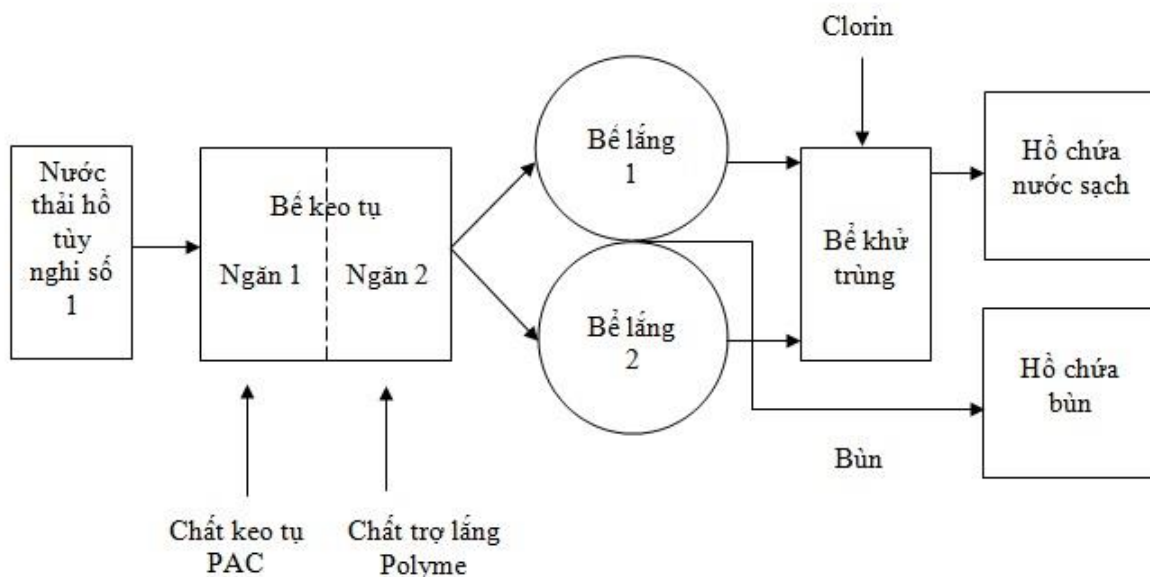 Clorin
Nước
thải hồ
tùy
nghi số
1
Bể keo tụ
Ngăn 1
Ngăn 2
Chất keo tụ
PAC
Chất trợ lắng
Polyme
Bể lắng
1
Bể lắng
2
Bể khử
trùng
Hồ chứa
nước sạch
Hồ chứa
bùn
Bùn